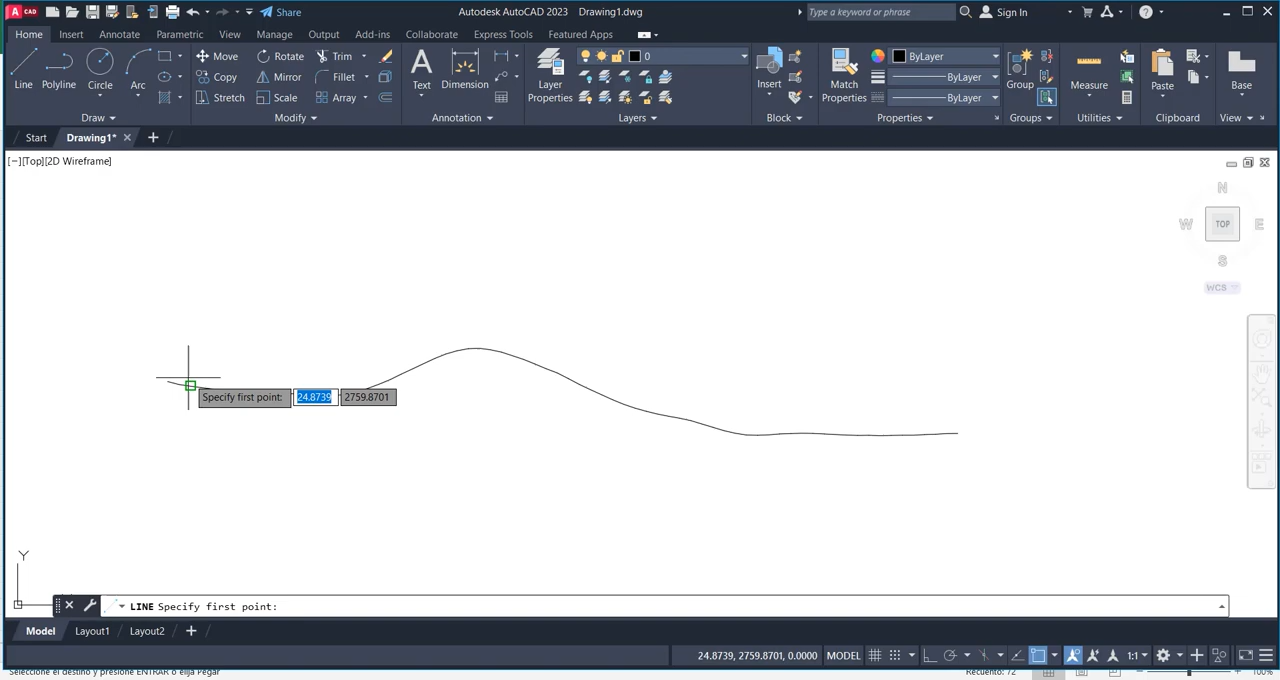 A CAD Share Autodesk AutoCAD 2023 Drawing1.dwg Type a keyword or phrase Sign In
Home Insert Annotate Parametric View Manage Output Add-ins Collaborate Express Tools Featured Apps
Line Polyline Circle Arc
Move Rotate Trim
Copy Mirror Fillet
Stretch Scale Array
Text Dimension
Layer Properties
0
Insert
Match Properties
ByLayer
ByLayer
ByLayer
Group
Measure
Paste
Base
Draw Modify Annotation Layers Block Properties Groups Utilities Clipboard View
Start Drawing1*
[−][Top][2D Wireframe]
N
W TOP E
S
WCS
Specify first point: 24.8739 2759.8701
Y
LINE Specify first point:
Model Layout1 Layout2
24.8739, 2759.8701, 0.0000 MODEL 1:1
Seleccione el destino y presione ENTRAR o elija Pegar Recuento: 72 100%